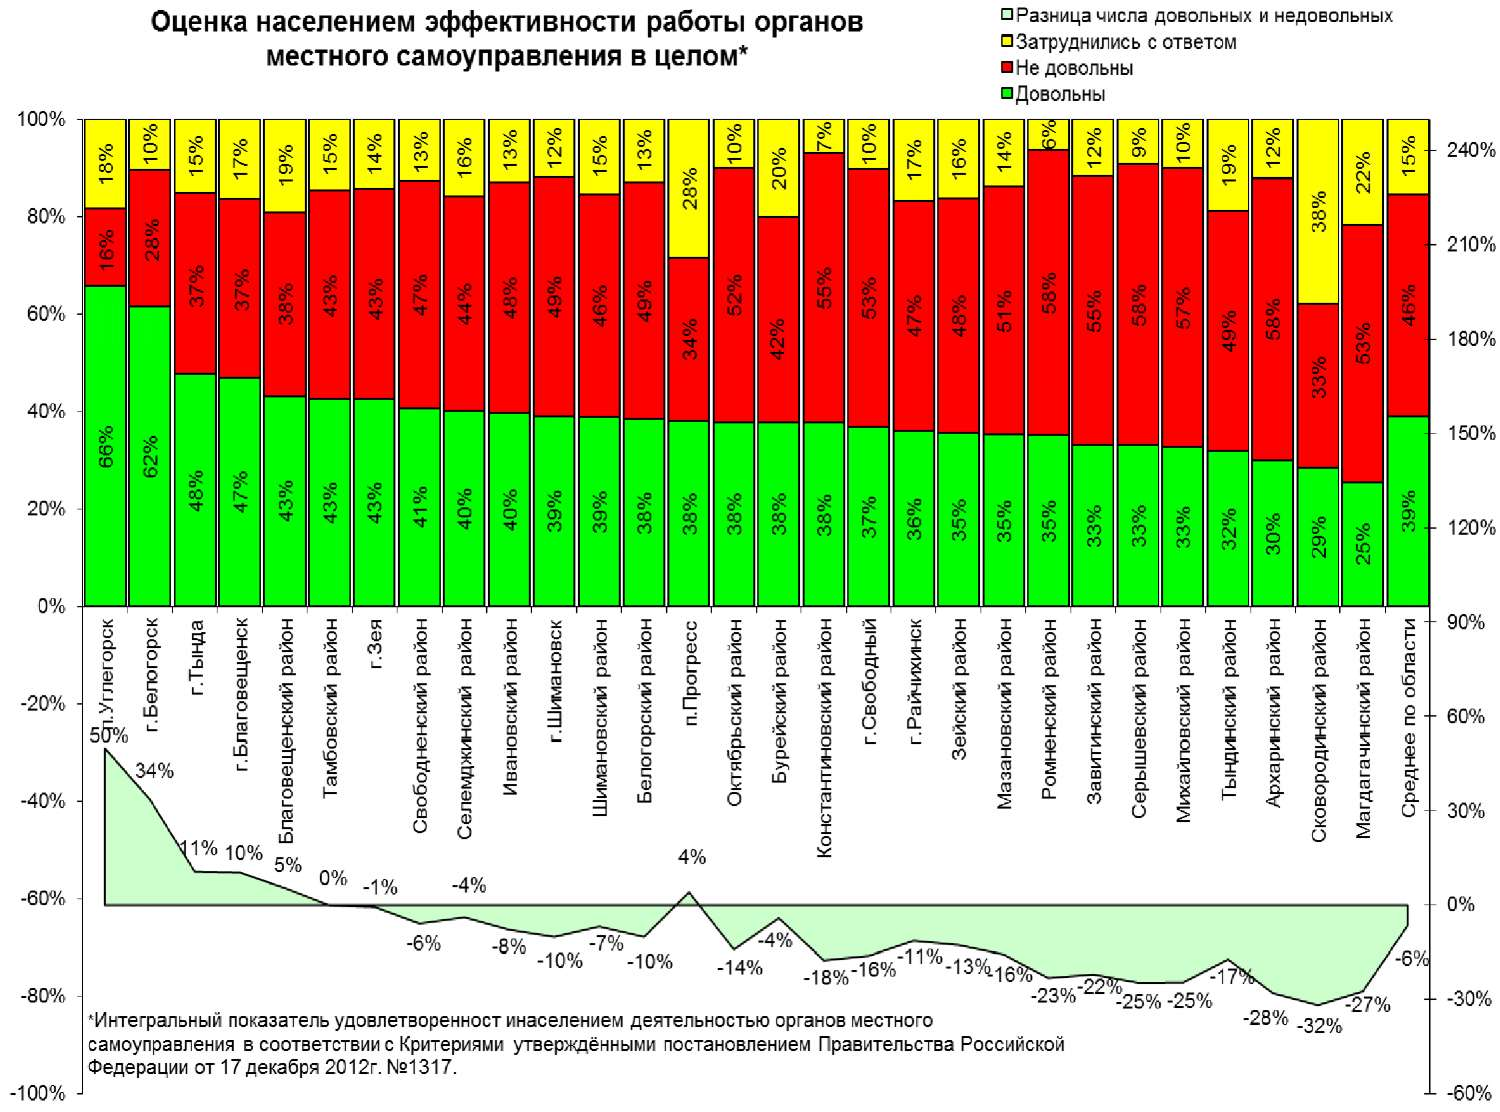 Оценка населением эффективности работы органов
местного самоуправления в целом*
Разница числа довольных и недовольных
Затруднились с ответом
Не довольны
Довольны
100%
80%
60%
40%
20%
0%
-20%
-40%
-60%
-80%
-100%
240%
210%
180%
150%
120%
90%
60%
30%
0%
-30%
-60%
18% 10% 15% 17% 19% 15% 14% 13% 16% 13% 12% 15% 13% 28% 10% 20% 7% 10% 17% 16% 14% 6% 12% 9% 10% 19% 12% 38% 22% 15%
16% 28% 37% 37% 38% 43% 43% 47% 44% 48% 49% 46% 49% 34% 52% 42% 55% 53% 47% 48% 51% 58% 55% 58% 57% 49% 58% 33% 53% 46%
66% 62% 48% 47% 43% 43% 43% 41% 40% 40% 39% 39% 38% 38% 38% 38% 38% 37% 36% 35% 35% 35% 33% 33% 33% 32% 30% 29% 25% 39%
п.Углегорск
г.Белогорск
г.Тында
г.Благовещенск
Благовещенский район
Тамбовский район
г.Зея
Свободненский район
Селемджинский район
Ивановский район
г.Шимановск
Шимановский район
Белогорский район
п.Прогресс
Октябрьский район
Бурейский район
Константиновский район
г.Свободный
г.Райчихинск
Зейский район
Мазановский район
Ромненский район
Завитинский район
Серышевский район
Михайловский район
Тындинский район
Архаринский район
Сковородинский район
Магдагачинский район
Среднее по области
50% 34% 11% 10% 5% 0% -1% -6% -4% -8% -10% -7% -10% 4% -14% -4% -18% -16% -11% -13% -16% -23% -22% -25% -25% -17% -28% -32% -27% -6%
*Интегральный показатель удовлетворенност инаселением деятельностью органов местного
самоуправления в соответствии с Критериями утверждёнными постановлением Правительства Российской
Федерации от 17 декабря 2012г. №1317.